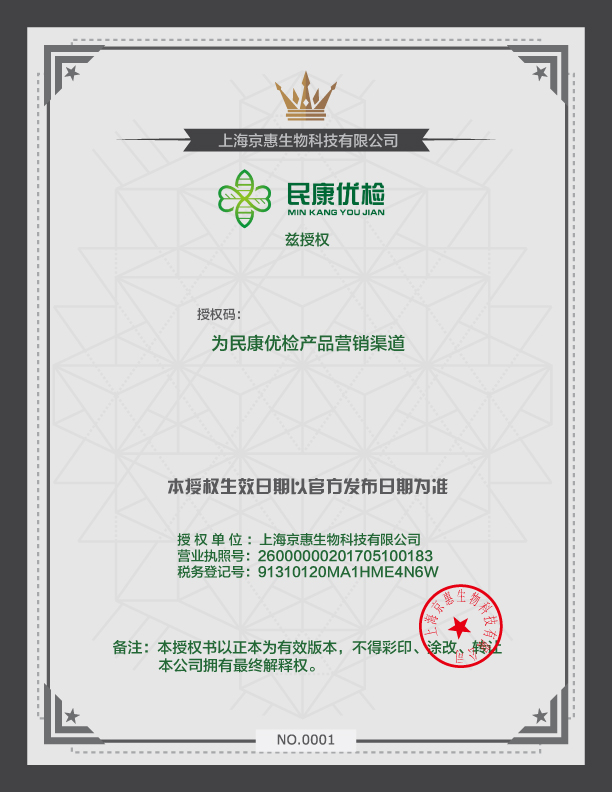 上海京惠生物科技有限公司
民康优检
MIN KANG YOU JIAN
兹授权
授权码：
为民康优检产品营销渠道
本授权生效日期以官方发布日期为准
授 权 单 位 ：上海京惠生物科技有限公司
营业执照号：26000000201705100183
税务登记号：91310120MA1HME4N6W
上海京惠生物科技有限公司
备注：本授权书以正本为有效版本，不得彩印、涂改、转让
本公司拥有最终解释权。
NO.0001